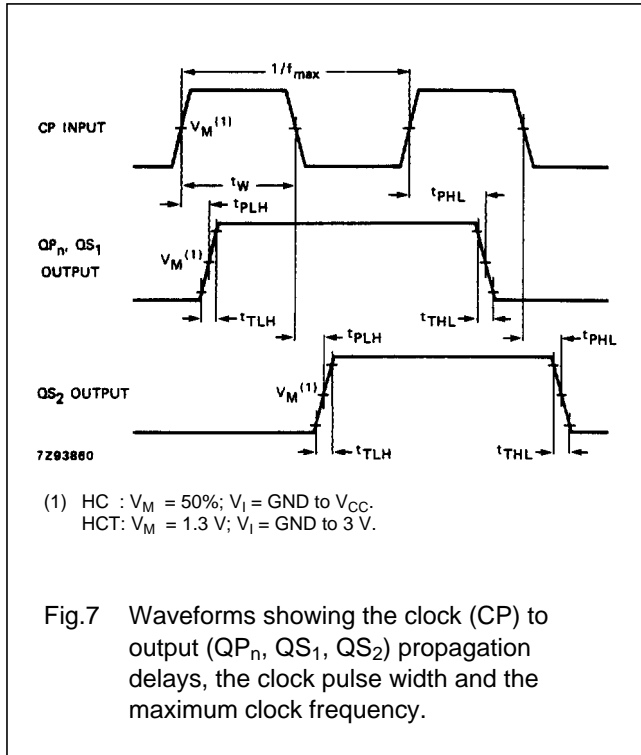 1/fmax
CP INPUT
VM(1)
tW
tPLH
tPHL
QPn, QS1
OUTPUT
VM(1)
tTLH
tTHL
tPLH
tPHL
QS2 OUTPUT
VM(1)
7Z93860
tTLH
tTHL
(1) HC : VM = 50%; VI = GND to VCC.
HCT: VM = 1.3 V; VI = GND to 3 V.
Fig.7 Waveforms showing the clock (CP) to
output (QPn, QS1, QS2) propagation
delays, the clock pulse width and the
maximum clock frequency.